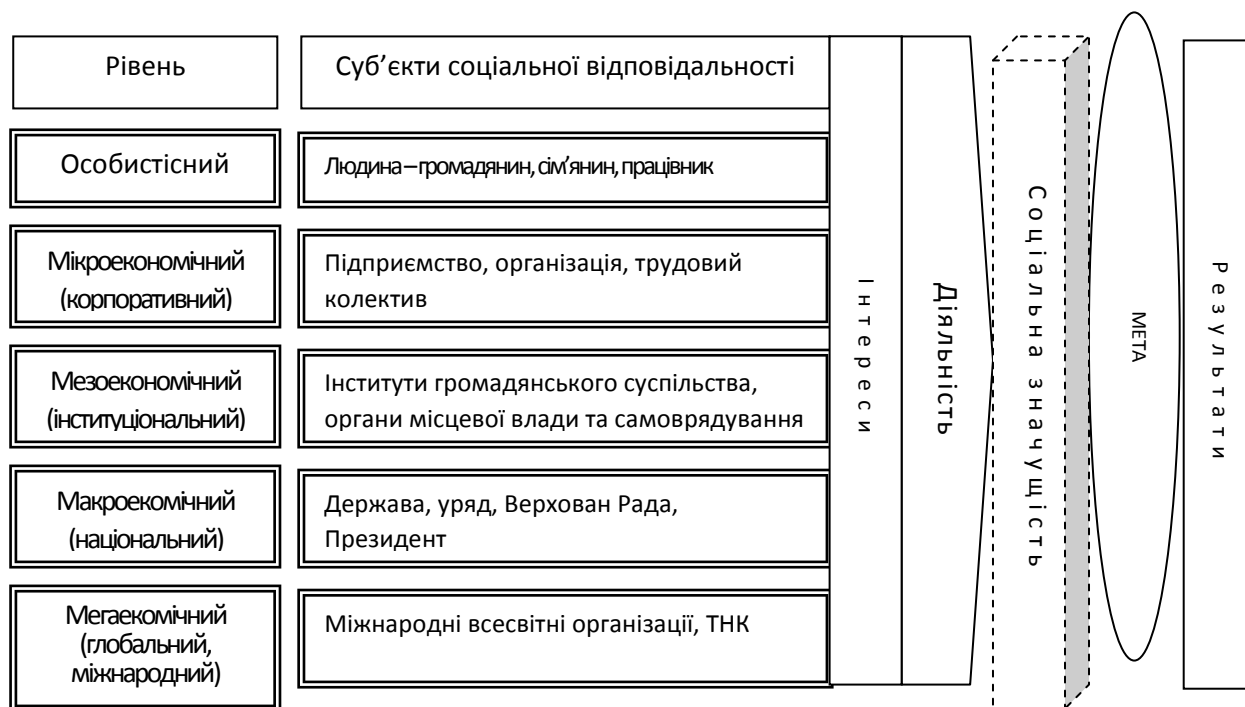 Рівень
Суб’єкти соціальної відповідальності
Особистісний
Людина – громадянин, сім’янин, працівник
Мікроекономічний
(корпоративний)
Підприємство, організація, трудовий
колектив
Мезоекономічний
(інституціональний)
Інститути громадянського суспільства,
органи місцевої влади та самоврядування
Макроекомічний
(національний)
Держава, уряд, Верхован Рада,
Президент
Мегаекомічний
(глобальний,
міжнародний)
Міжнародні всесвітні організації, ТНК
Інтереси
Діяльність
Соціальна значущість
МЕТА
Результати